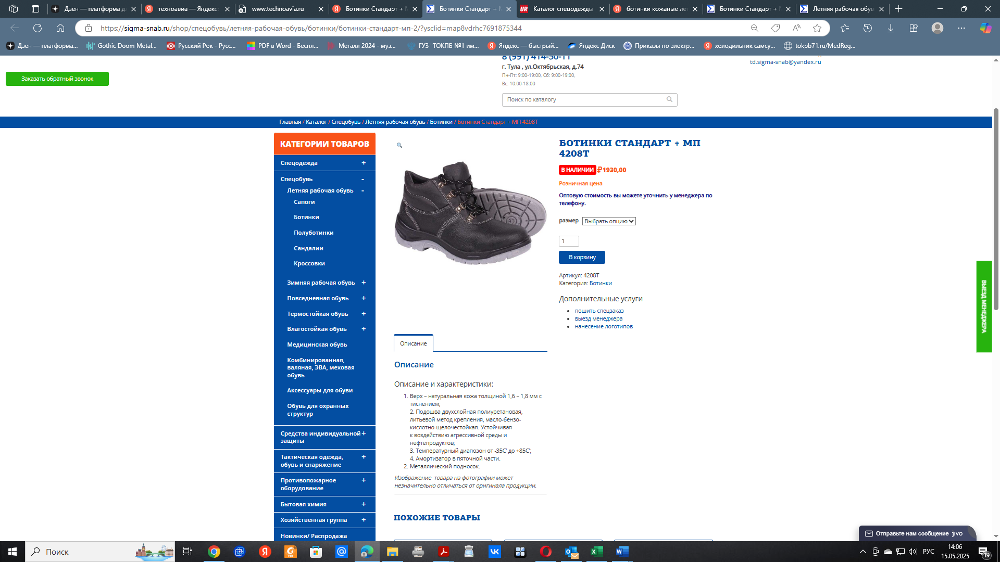 Дзен — платформа д
техноавиа — Яндекс:
www.technoavia.ru
Ботинки Стандарт + М
Ботинки Стандарт + М
Каталог спецодежды
ботинки кожаные лет
Ботинки Стандарт + М
Летняя рабочая обув
https://sigma-snab.ru/shop/спецобувь/летняя-рабочая-обувь/ботинки/ботинки-стандарт-мп-2/?ysclid=map8vdrhc7691875344
Дзен — платформа...
Gothic Doom Metal...
Русский Рок - Русс...
PDF в Word - Беспл...
Металл 2024 - муз...
ГУЗ "ТОКПБ №1 им...
Яндекс — быстрый...
Яндекс Диск
Приказы по электр...
холодильник самсу...
tokpb71.ru/MedReg...
8 (991) 414-50-11
г. Тула , ул.Октябрьская, д.74
Пн-Пт: 9:00-19:00, Сб: 9:00-19:00,
Вс: 10:00-18:00
td.sigma-snab@yandex.ru
Заказать обратный звонок
Поиск по каталогу
Главная / Каталог / Спецобувь / Летняя рабочая обувь / Ботинки / Ботинки Стандарт + МП 4208Т
КАТЕГОРИИ ТОВАРОВ
Спецодежда +
Спецобувь -
Летняя рабочая обувь -
Сапоги
Ботинки
Полуботинки
Сандалии
Кроссовки
Зимняя рабочая обувь +
Повседневная обувь +
Термостойкая обувь +
Влагостойкая обувь +
Медицинская обувь
Комбинированная,
валяная, ЭВА, меховая
обувь
Аксессуары для обуви
Обувь для охранных
структур
Средства индивидуальной +
защиты
Тактическая одежда, +
обувь и снаряжение
Противопожарное +
оборудование
Бытовая химия +
Хозяйственная группа +
Новинки/ Распродажа
БОТИНКИ СТАНДАРТ + МП
4208Т
В НАЛИЧИИ ₽1930,00
Розничная цена
Оптовую стоимость вы можете уточнить у менеджера по
телефону.
размер Выбрать опцию
1
В корзину
Артикул: 4208Т
Категория: Ботинки
Дополнительные услуги
• пошить спецзаказ
• выезд менеджера
• нанесение логотипов
Описание
Описание
Описание и характеристики:
1. Верх – натуральная кожа толщиной 1,6 – 1,8 мм с
тиснением;
2. Подошва двухслойная полиуретановая,
литьевой метод крепления, масло-бензо-
кислотно-щелочестойкая. Устойчивая
к воздействию агрессивной среды и
нефтепродуктов;
3. Температурный диапозон от -35С' до +85С';
4. Амортизатор в пяточной части.
2. Металлический подносок.
Изображение товара на фотографии может
незначительно отличаться от оригинала продукции.
ПОХОЖИЕ ТОВАРЫ
ВЫЕЗД МЕНЕДЖЕРА
Отправьте нам сообщение jivo
Поиск
РУС
14:06
15.05.2025
19